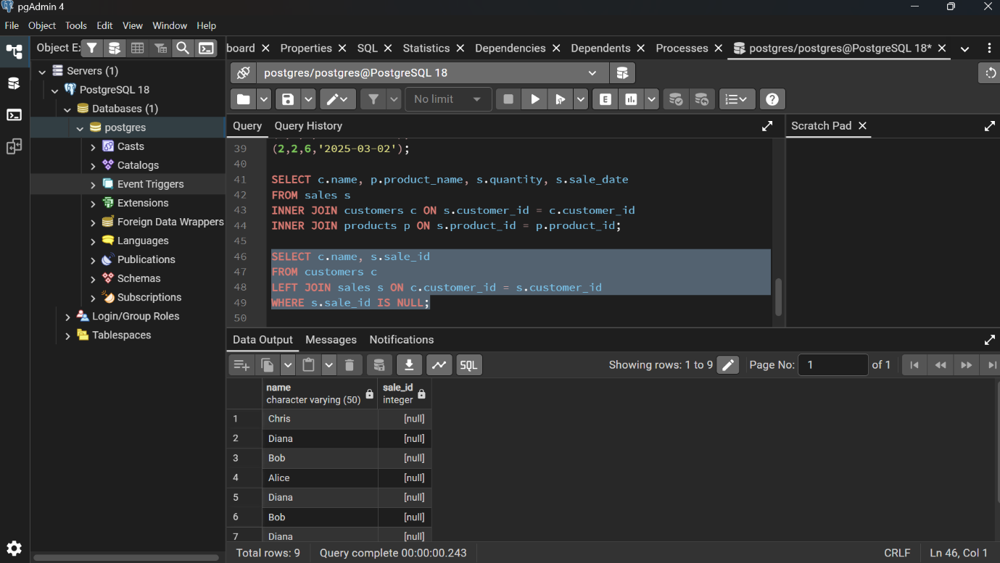 pgAdmin 4
File Object Tools Edit View Window Help
Object E
board Properties SQL Statistics Dependencies Dependents Processes postgres/postgres@PostgreSQL 18*
Servers (1)
PostgreSQL 18
Databases (1)
postgres
Casts
Catalogs
Event Triggers
Extensions
Foreign Data Wrappers
Languages
Publications
Schemas
Subscriptions
Login/Group Roles
Tablespaces
postgres/postgres@PostgreSQL 18
No limit
E
Query Query History
Scratch Pad
39 (2,2,6,'2025-03-02');
40
41 SELECT c.name, p.product_name, s.quantity, s.sale_date
42 FROM sales s
43 INNER JOIN customers c ON s.customer_id = c.customer_id
44 INNER JOIN products p ON s.product_id = p.product_id;
45
46 SELECT c.name, s.sale_id
47 FROM customers c
48 LEFT JOIN sales s ON c.customer_id = s.customer_id
49 WHERE s.sale_id IS NULL;
50
Data Output Messages Notifications
SQL Showing rows: 1 to 9 Page No: 1 of 1
name sale_id
character varying (50) integer
1 Chris [null]
2 Diana [null]
3 Bob [null]
4 Alice [null]
5 Diana [null]
6 Bob [null]
7 Diana [null]
Total rows: 9 Query complete 00:00:00.243 CRLF Ln 46, Col 1